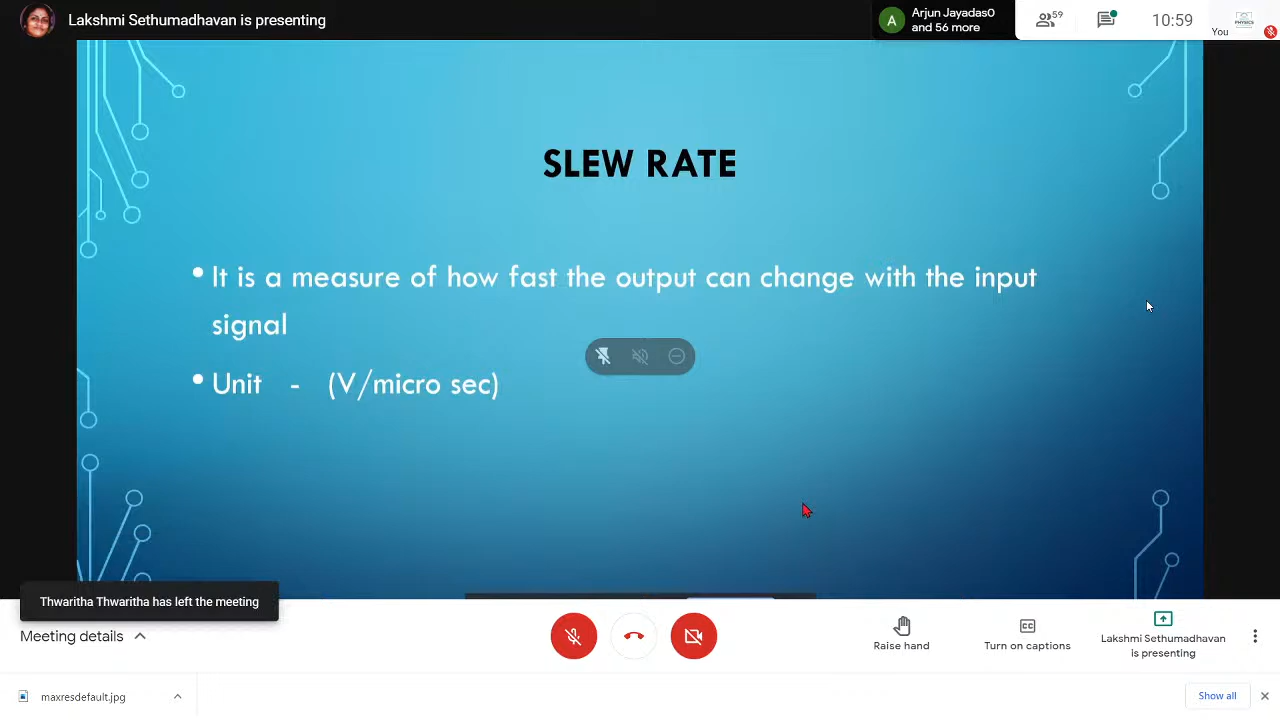 Lakshmi Sethumadhavan is presenting
A
Arjun Jayadas0
and 56 more
59
10:59
You
PHYSICS
SLEW RATE
• It is a measure of how fast the output can change with the input
signal
• Unit - (V/micro sec)
Thwaritha Thwaritha has left the meeting
Meeting details
Raise hand
CC
Turn on captions
Lakshmi Sethumadhavan
is presenting
maxresdefault.jpg
Show all